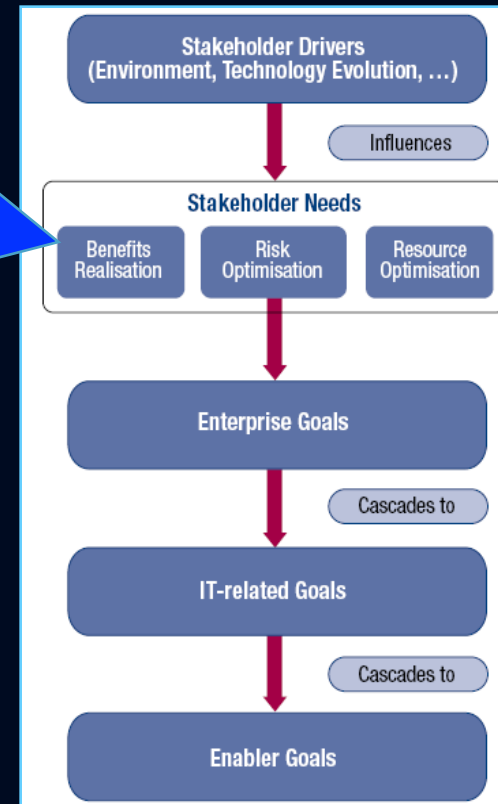 Stakeholder Drivers
(Environment, Technology Evolution, …)
Influences
Stakeholder Needs
Benefits
Realisation
Risk
Optimisation
Resource
Optimisation
Enterprise Goals
Cascades to
IT-related Goals
Cascades to
Enabler Goals